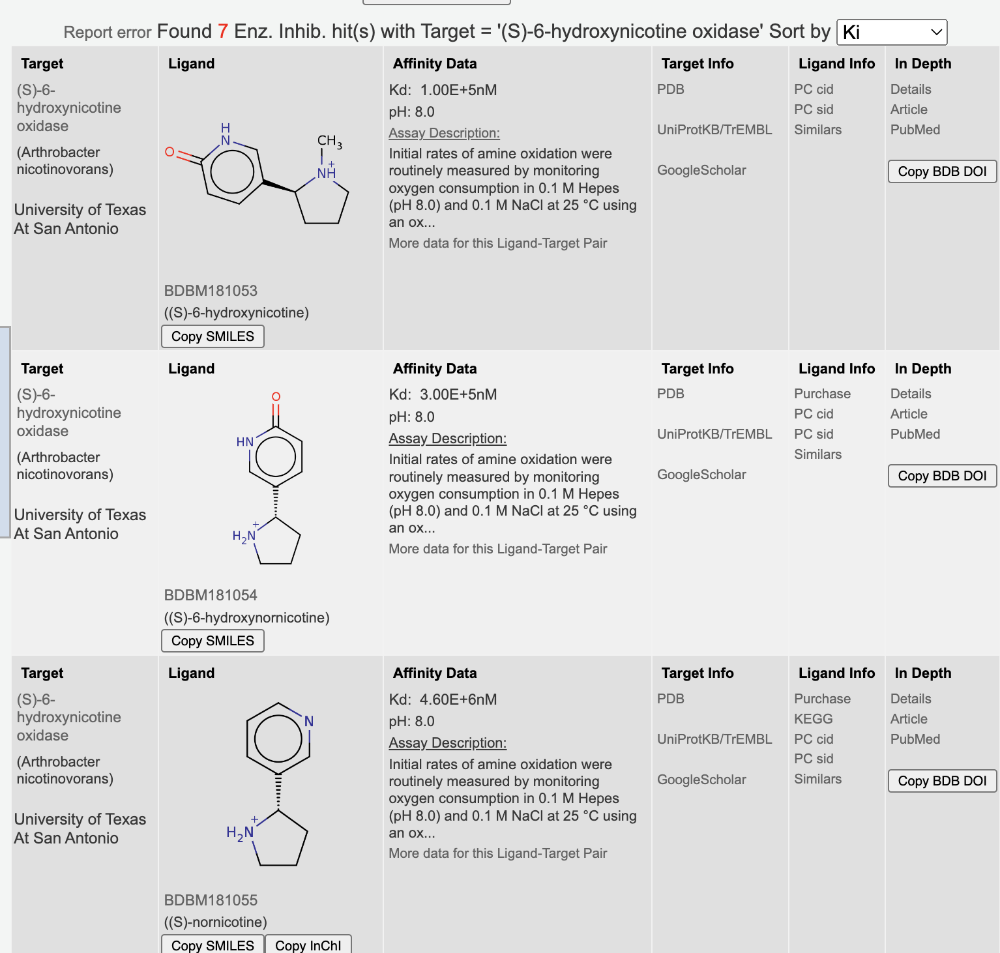 Report error Found 7 Enz. Inhib. hit(s) with Target = '(S)-6-hydroxynicotine oxidase' Sort by Ki
Target Ligand Affinity Data Target Info Ligand Info In Depth
(S)-6-
hydroxynicotine
oxidase
(Arthrobacter
nicotinovorans)
University of Texas
At San Antonio
H
N
O
CH3
+
NH
BDBM181053
((S)-6-hydroxynicotine)
Copy SMILES
Kd: 1.00E+5nM
pH: 8.0
Assay Description:
Initial rates of amine oxidation were
routinely measured by monitoring
oxygen consumption in 0.1 M Hepes
(pH 8.0) and 0.1 M NaCl at 25 °C using
an ox...
More data for this Ligand-Target Pair
PDB
UniProtKB/TrEMBL
GoogleScholar
PC cid
PC sid
Similars
Details
Article
PubMed
Copy BDB DOI
Target Ligand Affinity Data Target Info Ligand Info In Depth
(S)-6-
hydroxynicotine
oxidase
(Arthrobacter
nicotinovorans)
University of Texas
At San Antonio
O
HN
+
H2N
BDBM181054
((S)-6-hydroxynornicotine)
Copy SMILES
Kd: 3.00E+5nM
pH: 8.0
Assay Description:
Initial rates of amine oxidation were
routinely measured by monitoring
oxygen consumption in 0.1 M Hepes
(pH 8.0) and 0.1 M NaCl at 25 °C using
an ox...
More data for this Ligand-Target Pair
PDB
UniProtKB/TrEMBL
GoogleScholar
Purchase
PC cid
PC sid
Similars
Details
Article
PubMed
Copy BDB DOI
Target Ligand Affinity Data Target Info Ligand Info In Depth
(S)-6-
hydroxynicotine
oxidase
(Arthrobacter
nicotinovorans)
University of Texas
At San Antonio
N
+
H2N
BDBM181055
((S)-nornicotine)
Copy SMILES Copy InChI
Kd: 4.60E+6nM
pH: 8.0
Assay Description:
Initial rates of amine oxidation were
routinely measured by monitoring
oxygen consumption in 0.1 M Hepes
(pH 8.0) and 0.1 M NaCl at 25 °C using
an ox...
More data for this Ligand-Target Pair
PDB
UniProtKB/TrEMBL
GoogleScholar
Purchase
KEGG
PC cid
PC sid
Similars
Details
Article
PubMed
Copy BDB DOI